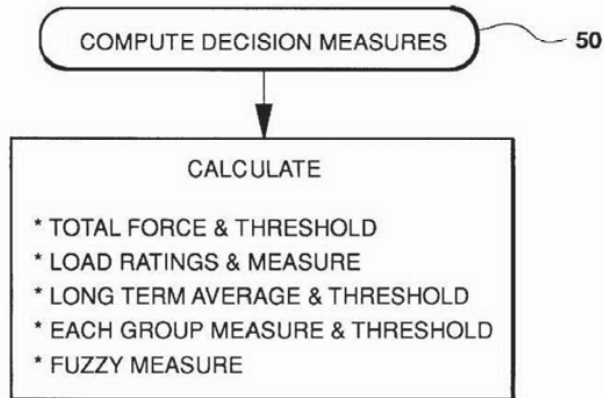 COMPUTE DECISION MEASURES
50
CALCULATE
* TOTAL FORCE & THRESHOLD
* LOAD RATINGS & MEASURE
* LONG TERM AVERAGE & THRESHOLD
* EACH GROUP MEASURE & THRESHOLD
* FUZZY MEASURE